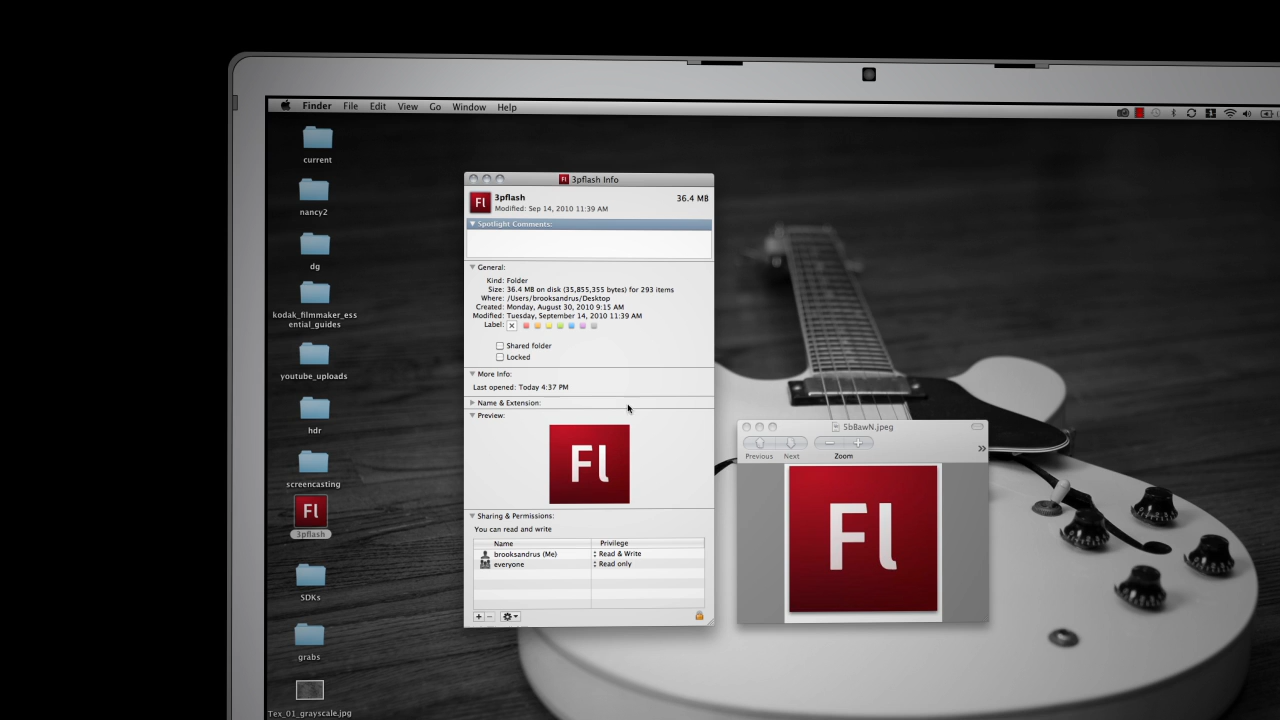 Finder File Edit View Go Window Help
current
nancy2
dg
kodak_filmmaker_ess
ential_guides
youtube_uploads
hdr
screencasting
Fl
3pflash
SDKs
grabs
Tex_01_grayscale.jpg
Fl 3pflash Info
Fl 3pflash 36.4 MB
Modified: Sep 14, 2010 11:39 AM
Spotlight Comments:
General:
Kind: Folder
Size: 36.4 MB on disk (35,855,355 bytes) for 293 items
Where: /Users/brooksandrus/Desktop
Created: Monday, August 30, 2010 9:15 AM
Modified: Tuesday, September 14, 2010 11:39 AM
Label:
Shared folder
Locked
More Info:
Last opened: Today 4:37 PM
Name & Extension:
Preview:
Fl
Sharing & Permissions:
You can read and write
Name Privilege
brooksandrus (Me) Read & Write
everyone Read only
5bBawN.jpeg
Previous Next Zoom
Fl